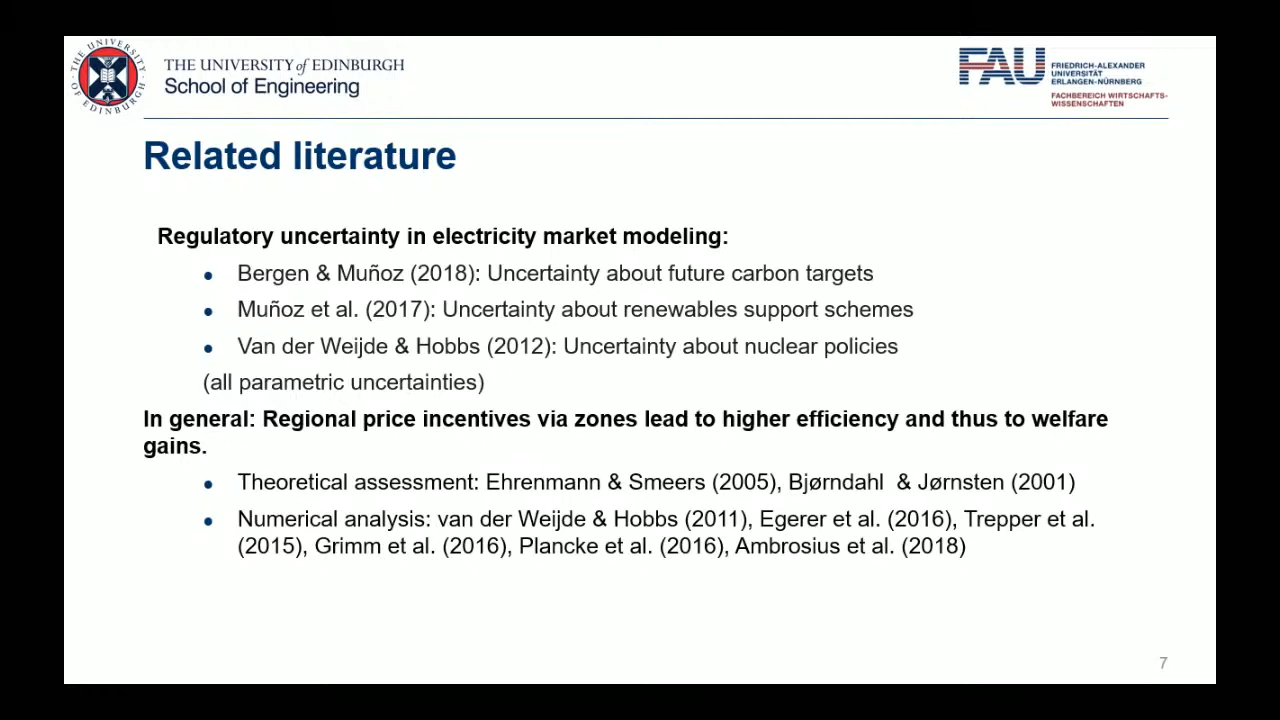 THE UNIVERSITY OF EDINBURGH
THE UNIVERSITY of EDINBURGH
School of Engineering
FAU
FRIEDRICH-ALEXANDER
UNIVERSITÄT
ERLANGEN-NÜRNBERG
FACHBEREICH WIRTSCHAFTS-
WISSENSCHAFTEN
Related literature
Regulatory uncertainty in electricity market modeling:
• Bergen & Muñoz (2018): Uncertainty about future carbon targets
• Muñoz et al. (2017): Uncertainty about renewables support schemes
• Van der Weijde & Hobbs (2012): Uncertainty about nuclear policies
(all parametric uncertainties)
In general: Regional price incentives via zones lead to higher efficiency and thus to welfare
gains.
• Theoretical assessment: Ehrenmann & Smeers (2005), Bjørndahl & Jørnsten (2001)
• Numerical analysis: van der Weijde & Hobbs (2011), Egerer et al. (2016), Trepper et al.
(2015), Grimm et al. (2016), Plancke et al. (2016), Ambrosius et al. (2018)
7